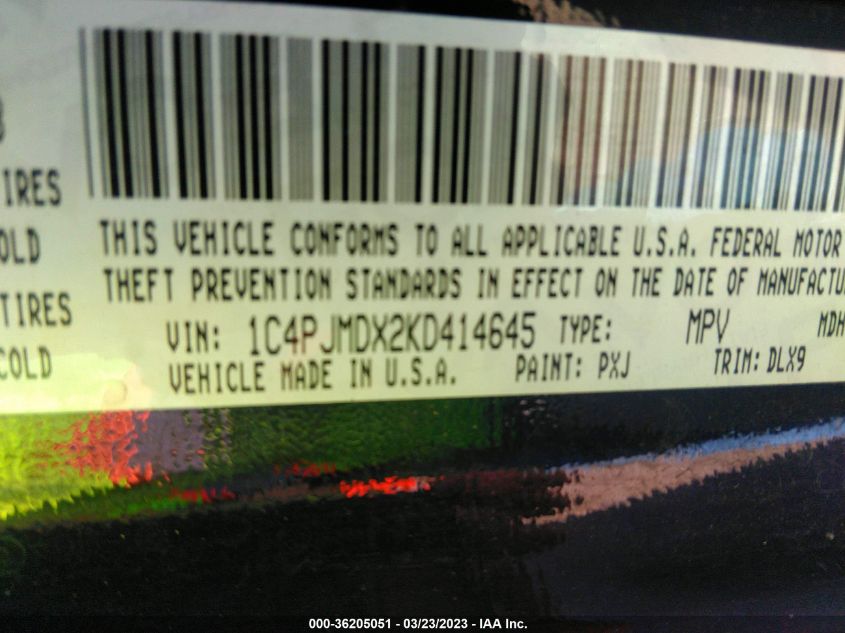 IRES
OLD
TIRES
COLD
THIS VEHICLE CONFORMS TO ALL APPLICABLE U.S.A. FEDERAL MOTOR
THEFT PREVENTION STANDARDS IN EFFECT ON THE DATE OF MANUFACTU
VIN: 1C4PJMDX2KD414645 TYPE: MPV MDH
VEHICLE MADE IN U.S.A. PAINT: PXJ TRIM: DLX9
000-36205051 - 03/23/2023 - IAA Inc.